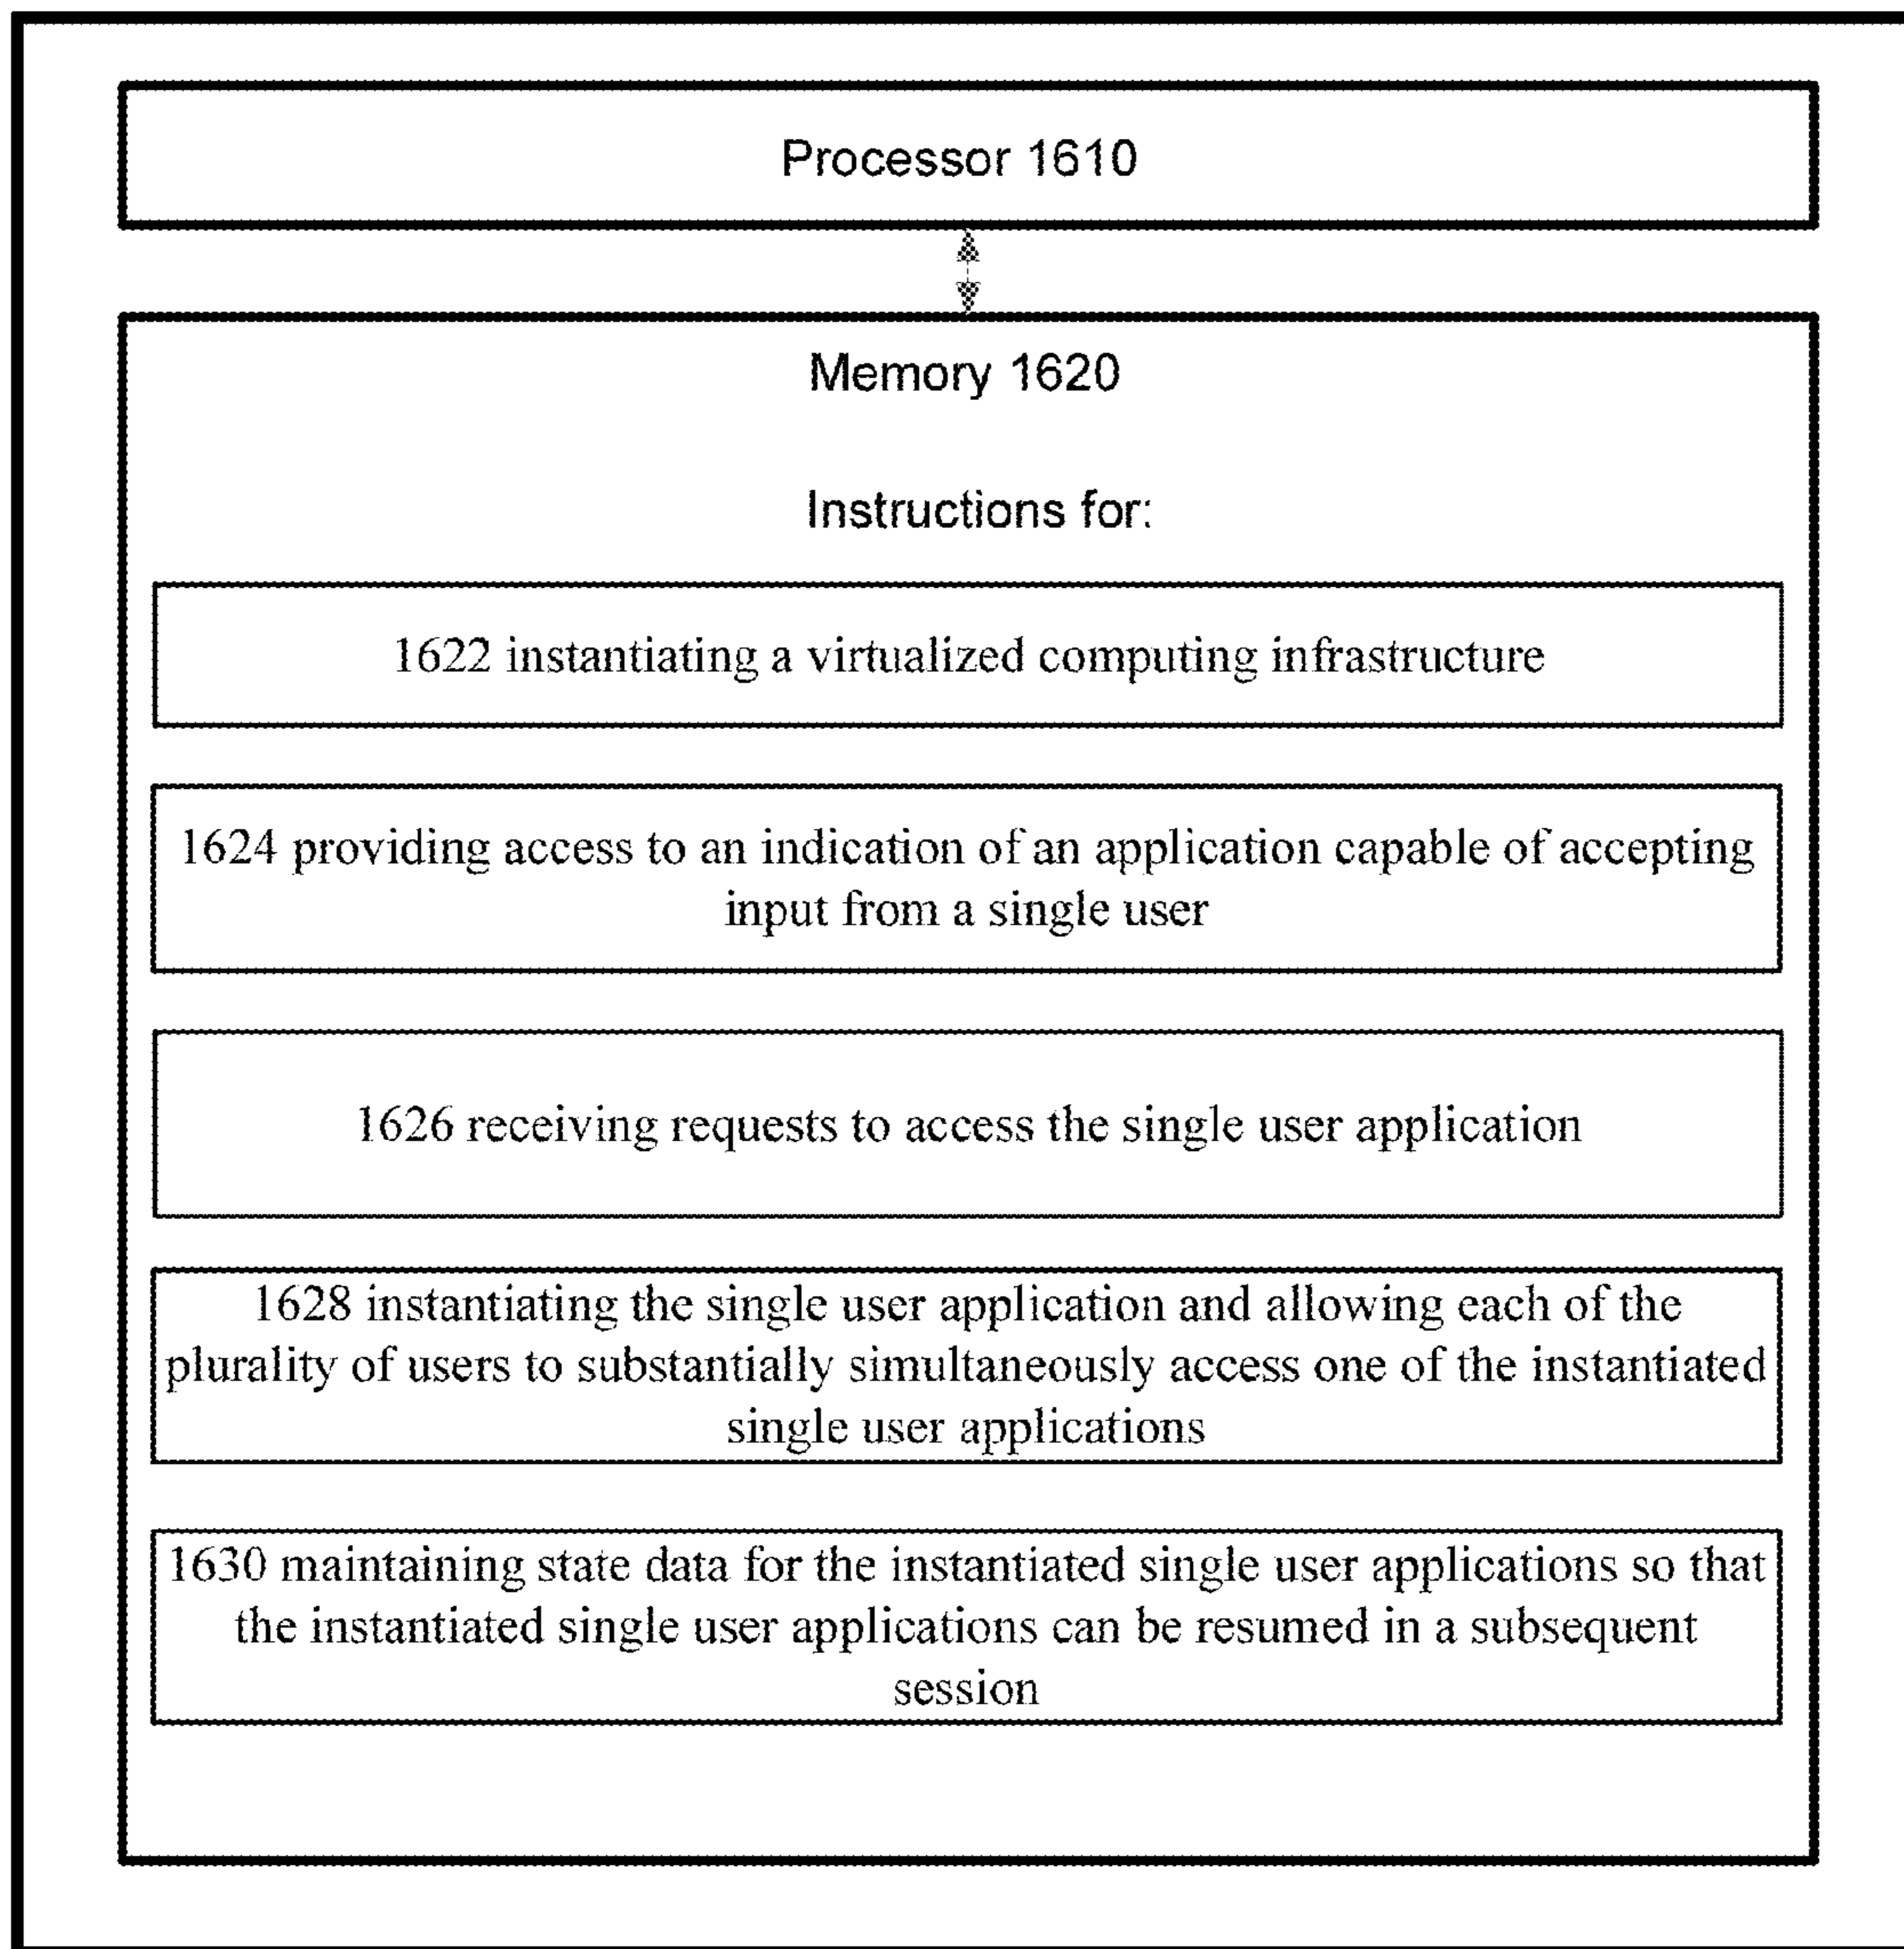 Processor 1610
Memory 1620
Instructions for:
1622 instantiating a virtualized computing infrastructure
1624 providing access to an indication of an application capable of accepting
input from a single user
1626 receiving requests to access the single user application
1628 instantiating the single user application and allowing each of the
plurality of users to substantially simultaneously access one of the instantiated
single user applications
1630 maintaining state data for the instantiated single user applications so that
the instantiated single user applications can be resumed in a subsequent
session